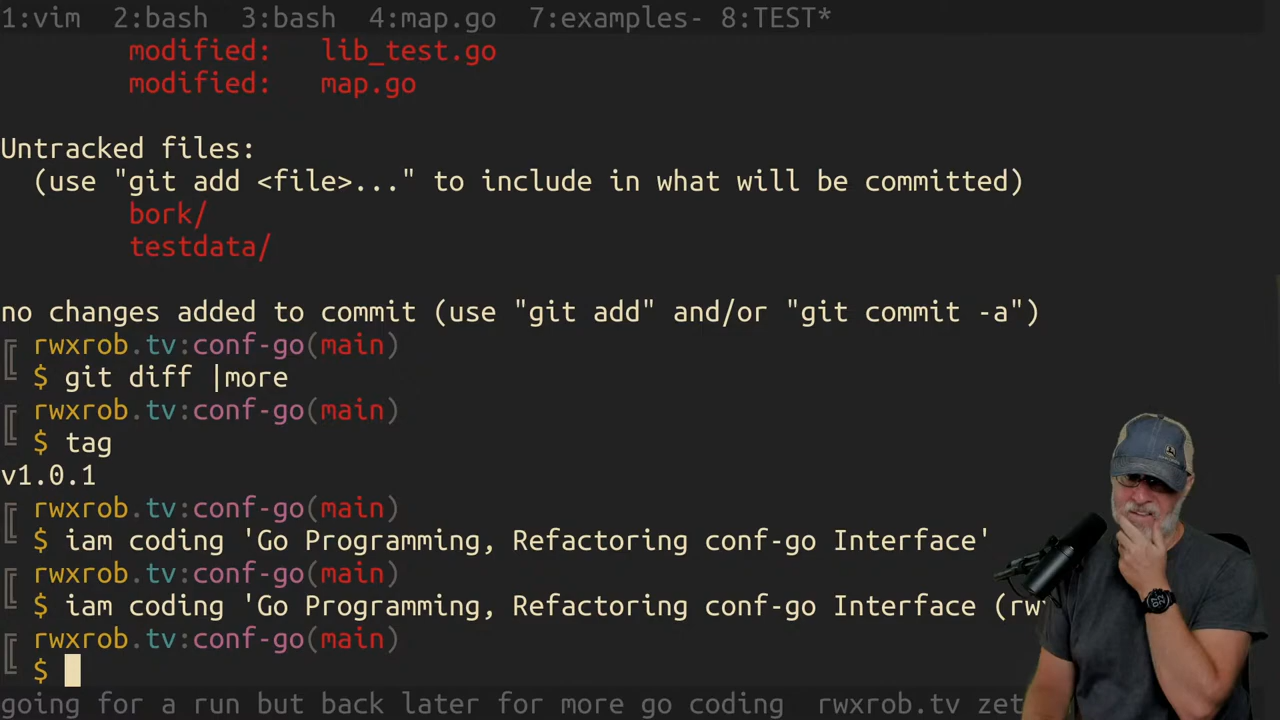 1:vim  2:bash  3:bash  4:map.go  7:examples- 8:TEST*
modified:   lib_test.go
modified:   map.go
Untracked files:
(use "git add <file>..." to include in what will be committed)
bork/
testdata/
no changes added to commit (use "git add" and/or "git commit -a")
rwxrob.tv:conf-go(main)
$ git diff |more
rwxrob.tv:conf-go(main)
$ tag
v1.0.1
rwxrob.tv:conf-go(main)
$ iam coding 'Go Programming, Refactoring conf-go Interface'
rwxrob.tv:conf-go(main)
$ iam coding 'Go Programming, Refactoring conf-go Interface
rwxrob.tv:conf-go(main)
$
going for a run but back later for more go coding  rwxrob.tv zet